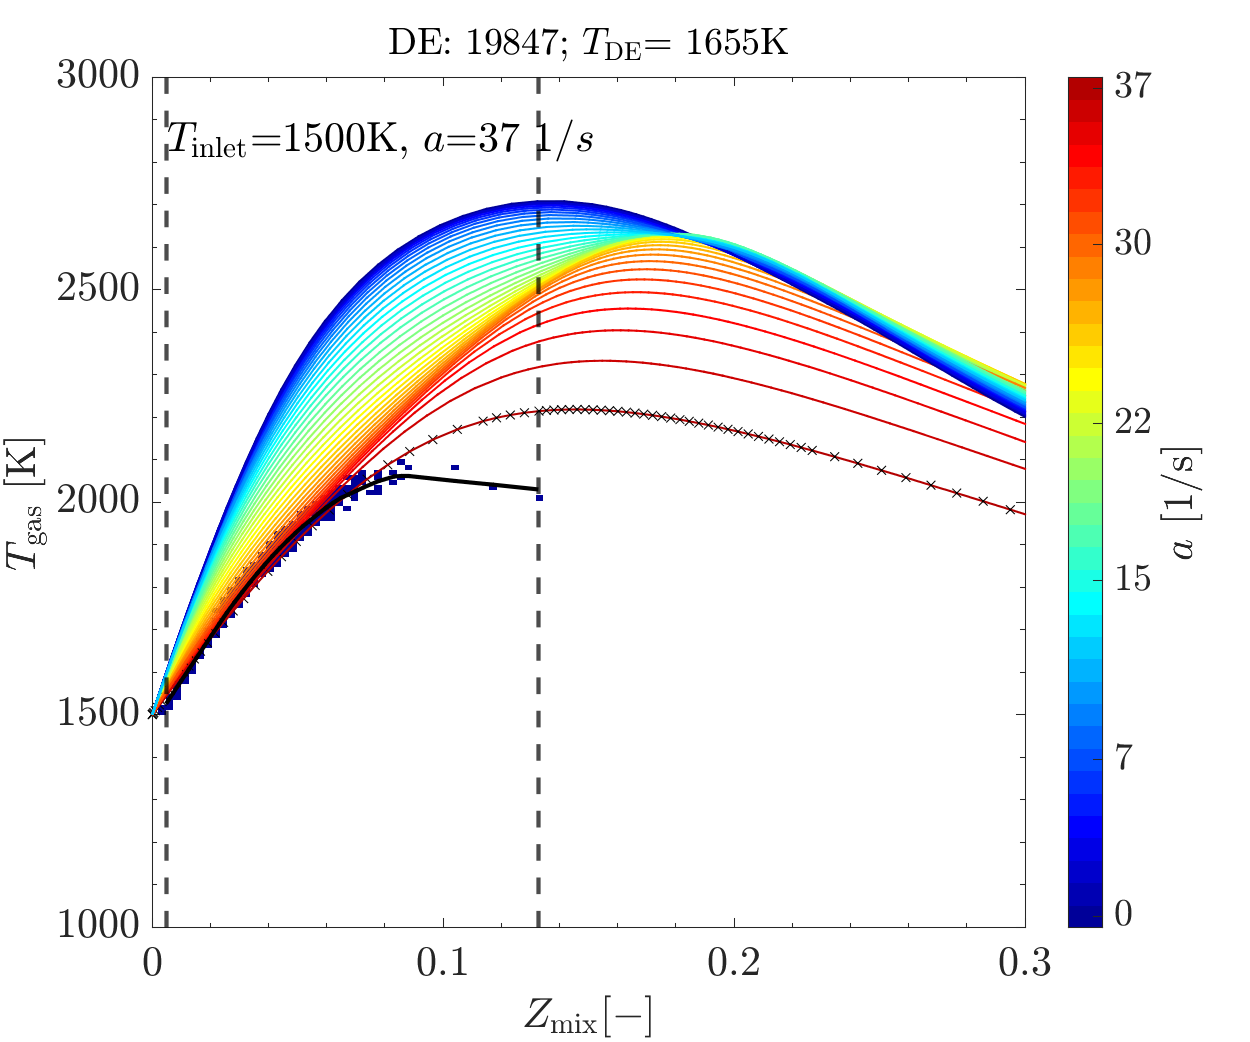 DE: 19847; T_DE= 1655K
T_inlet=1500K, a=37 1/s
3000
2500
2000
1500
1000
T_gas [K]
0 0.1 0.2 0.3
Z_mix[−]
37
30
22
15
7
0
a [1/s]